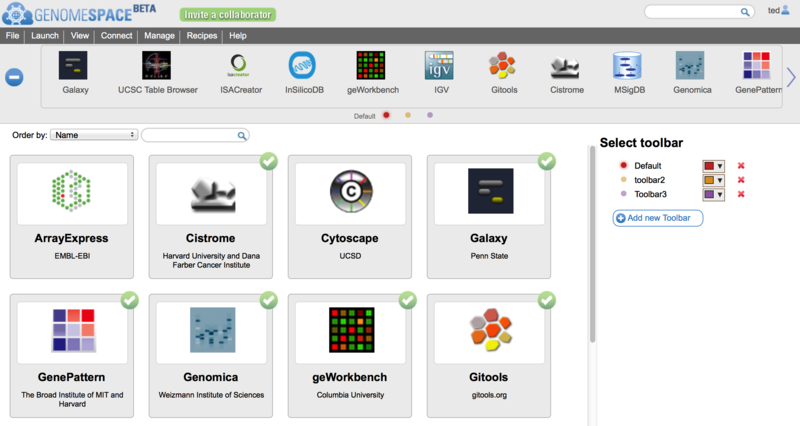 GENOMESPACE BETA
Invite a collaborator
ted
File Launch View Connect Manage Recipes Help
isacreator
igv
Galaxy UCSC Table Browser ISACreator InSilicoDB geWorkbench IGV Gitools Cistrome MSigDB Genomica GenePattern
Default
Order by: Name
Select toolbar
Default
toolbar2
Toolbar3
Add new Toolbar
C
ArrayExpress Cistrome Cytoscape Galaxy
EMBL-EBI Harvard Univsity and Dana UCSD Penn State
Farber Cancer Institute
GenePattern Genomica geWorkbench Gitools
The Broad Institute of MIT and Weizmann Institute of Sciences Columbia University gitools.org
Harvard